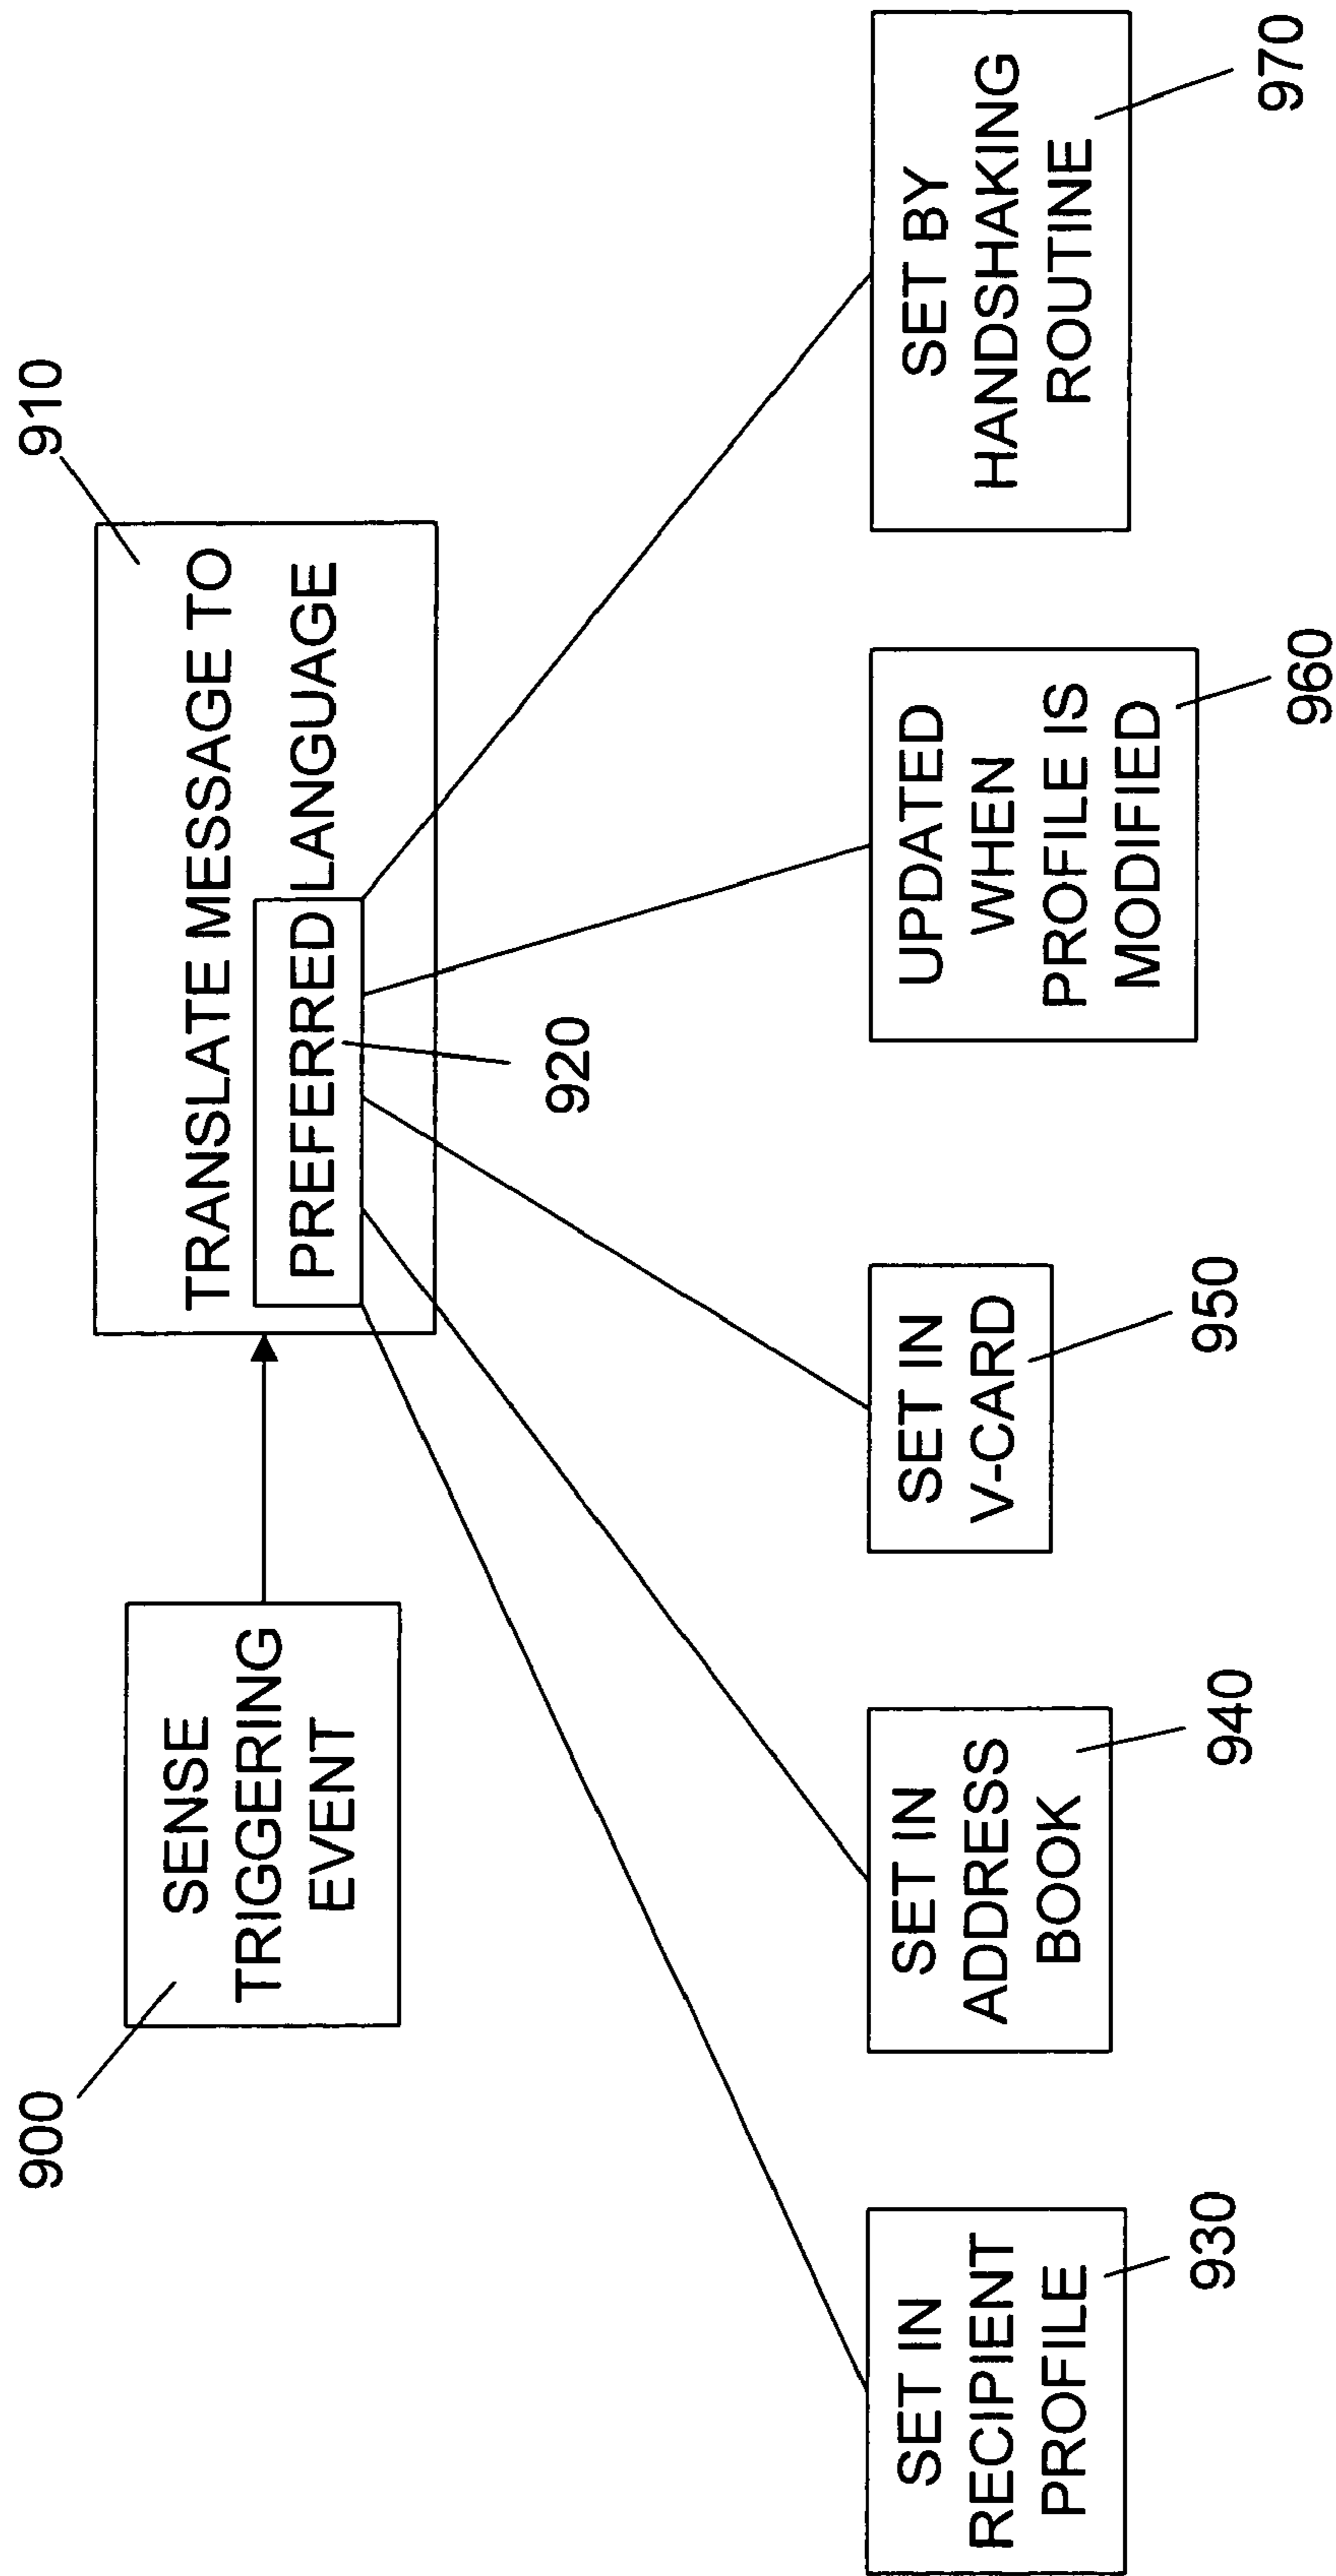 900
SENSE
TRIGGERING
EVENT
910
TRANSLATE MESSAGE TO
PREFERRED LANGUAGE
920
SET IN
RECIPIENT
PROFILE
930
SET IN
ADDRESS
BOOK
940
SET IN
V-CARD
950
UPDATED
WHEN
PROFILE IS
MODIFIED
960
SET BY
HANDSHAKING
ROUTINE
970